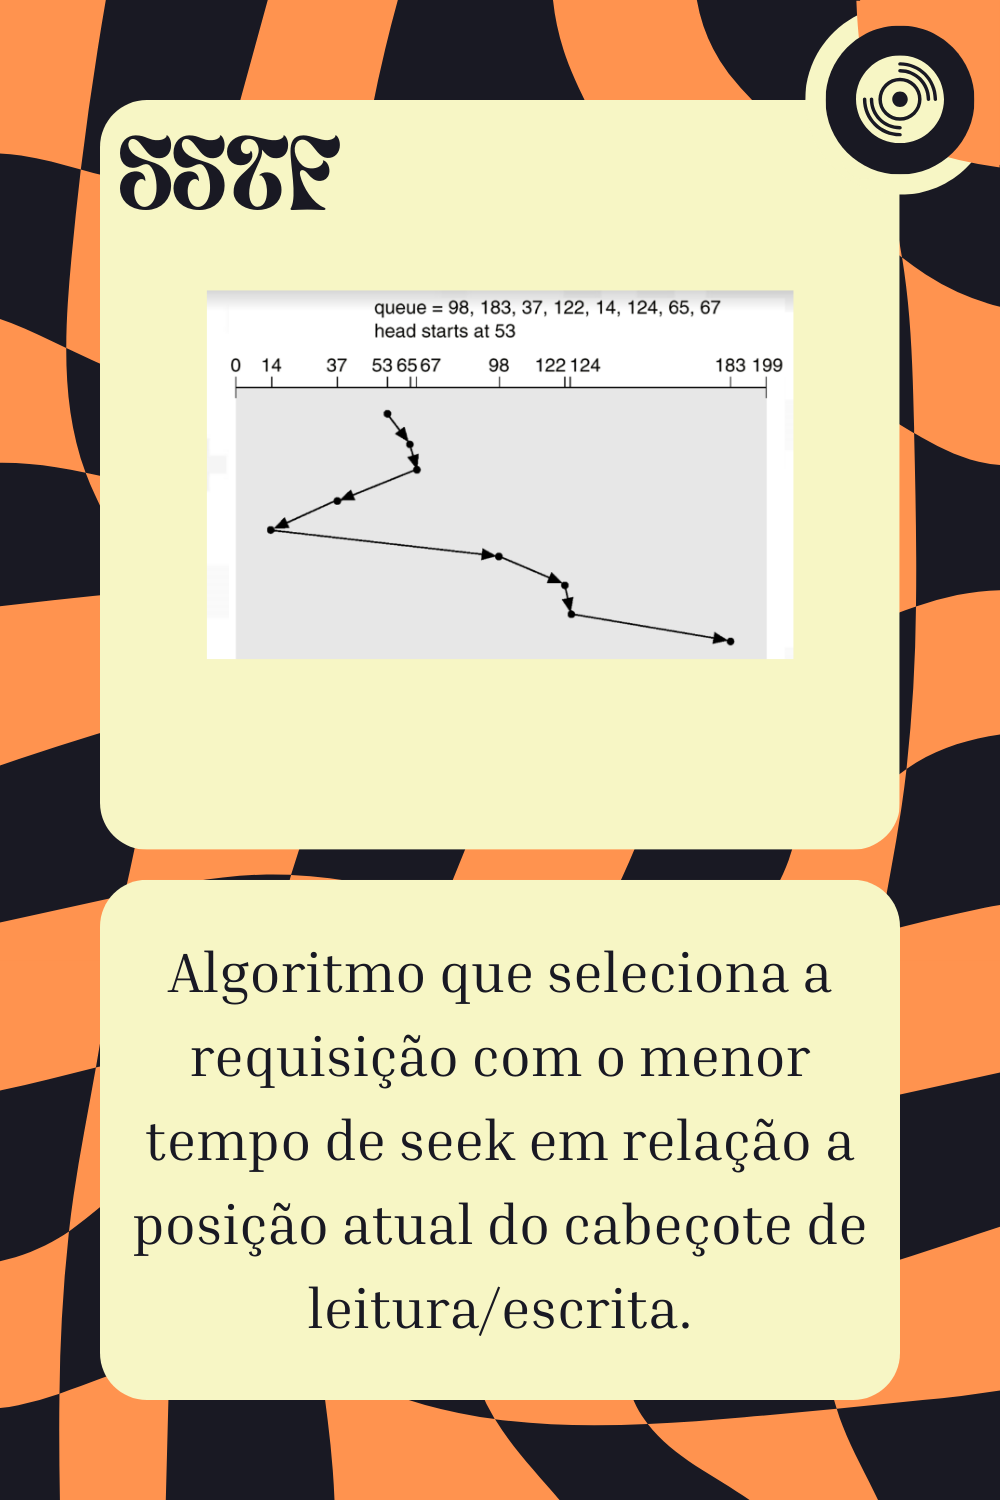 SSTF
queue = 98, 183, 37, 122, 14, 124, 65, 67
head starts at 53
0 14 37 53 65 67 98 122 124 183 199
Algoritmo que seleciona a
requisição com o menor
tempo de seek em relação a
posição atual do cabeçote de
leitura/escrita.